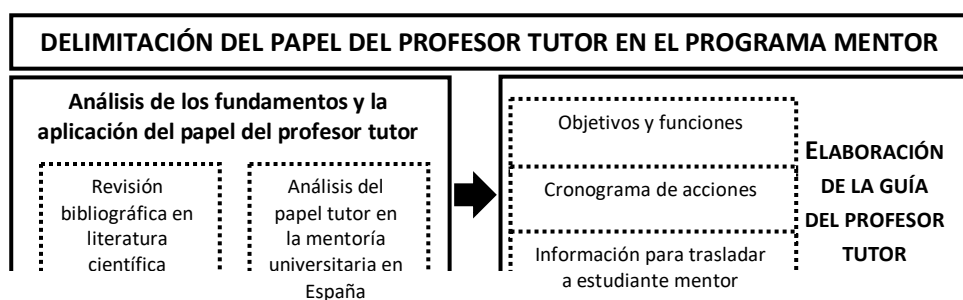 DELIMITACIÓN DEL PAPEL DEL PROFESOR TUTOR EN EL PROGRAMA MENTOR
Análisis de los fundamentos y la
aplicación del papel del profesor tutor
Revisión
bibliográfica en
literatura
científica
Análisis del
papel tutor en
la mentoría
universitaria en
España
Objetivos y funciones
Cronograma de acciones
Información para trasladar
a estudiante mentor
ELABORACIÓN
DE LA GUÍA
DEL PROFESOR
TUTOR